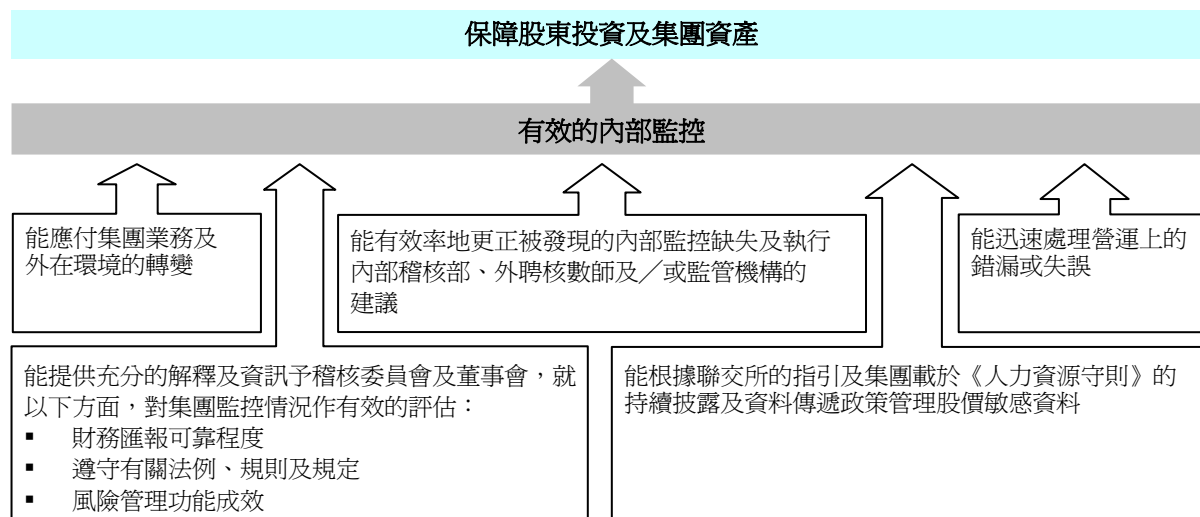 保障股東投資及集團資產
有效的內部監控
能應付集團業務及
外在環境的轉變
能有效率地更正被發現的內部監控缺失及執行
內部稽核部、外聘核數師及／或監管機構的
建議
能迅速處理營運上的
錯漏或失誤
能提供充分的解釋及資訊予稽核委員會及董事會，就
以下方面，對集團監控情況作有效的評估：
▪ 財務匯報可靠程度
▪ 遵守有關法例、規則及規定
▪ 風險管理功能成效
能根據聯交所的指引及集團載於《人力資源守則》的
持續披露及資料傳遞政策管理股價敏感資料